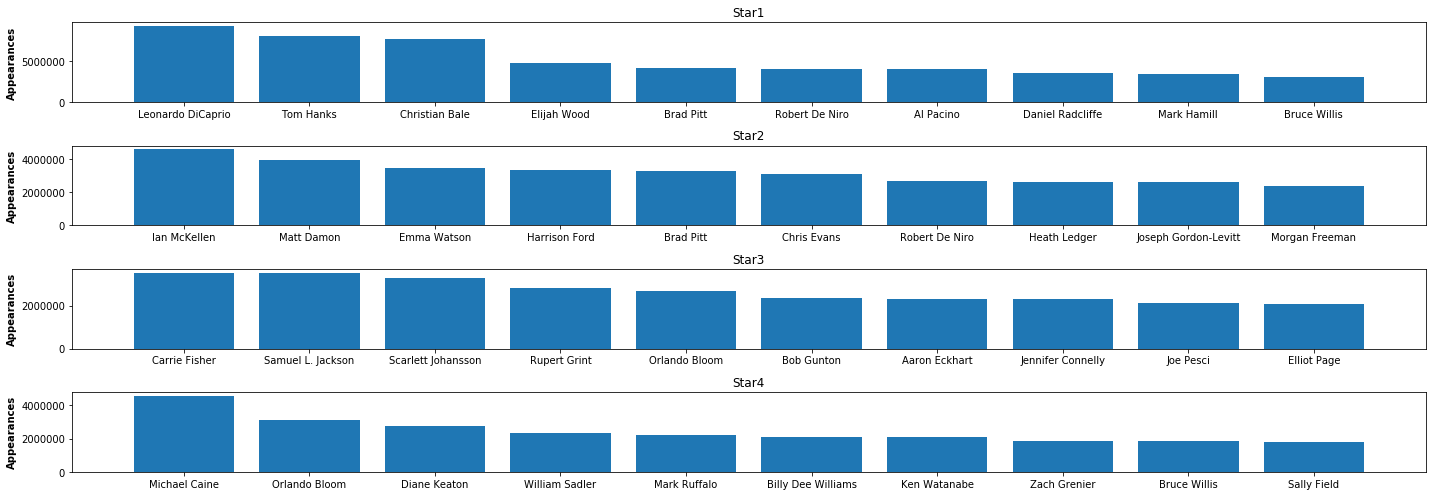 Star1
Appearances
5000000
0
Leonardo DiCaprio Tom Hanks Christian Bale Elijah Wood Brad Pitt Robert De Niro Al Pacino Daniel Radcliffe Mark Hamill Bruce Willis
Star2
Appearances
4000000
2000000
0
Ian McKellen Matt Damon Emma Watson Harrison Ford Brad Pitt Chris Evans Robert De Niro Heath Ledger Joseph Gordon-Levitt Morgan Freeman
Star3
Appearances
2000000
0
Carrie Fisher Samuel L. Jackson Scarlett Johansson Rupert Grint Orlando Bloom Bob Gunton Aaron Eckhart Jennifer Connelly Joe Pesci Elliot Page
Star4
Appearances
4000000
2000000
0
Michael Caine Orlando Bloom Diane Keaton William Sadler Mark Ruffalo Billy Dee Williams Ken Watanabe Zach Grenier Bruce Willis Sally Field